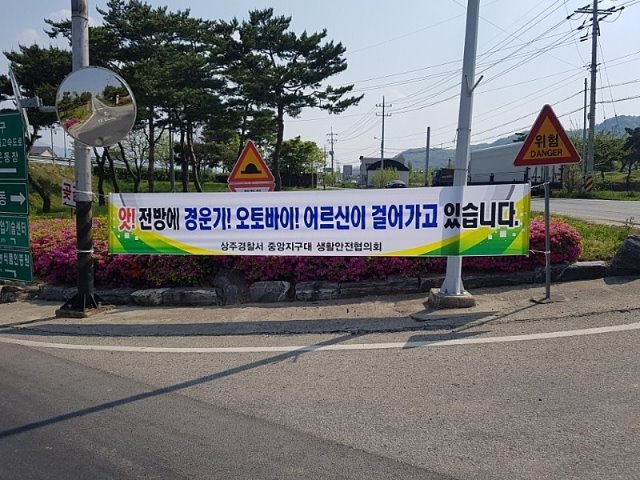 앗! 전방에 경운기! 오토바이! 어르신이 걸어가고 있습니다.
상주경찰서 중앙지구대 생활안전협의회
위험
DANGER